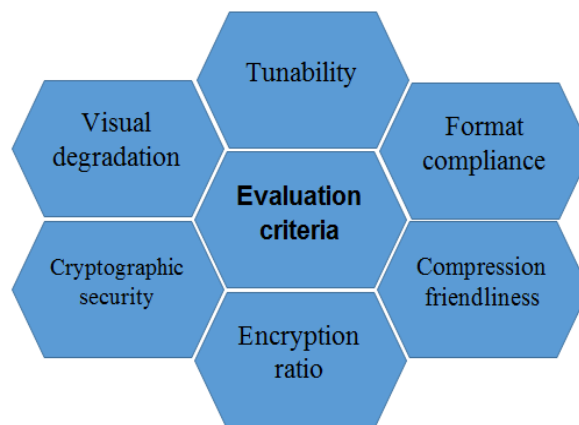 Tunability
Visual
degradation
Format
compliance
Evaluation
criteria
Cryptographic
security
Compression
friendliness
Encryption
ratio